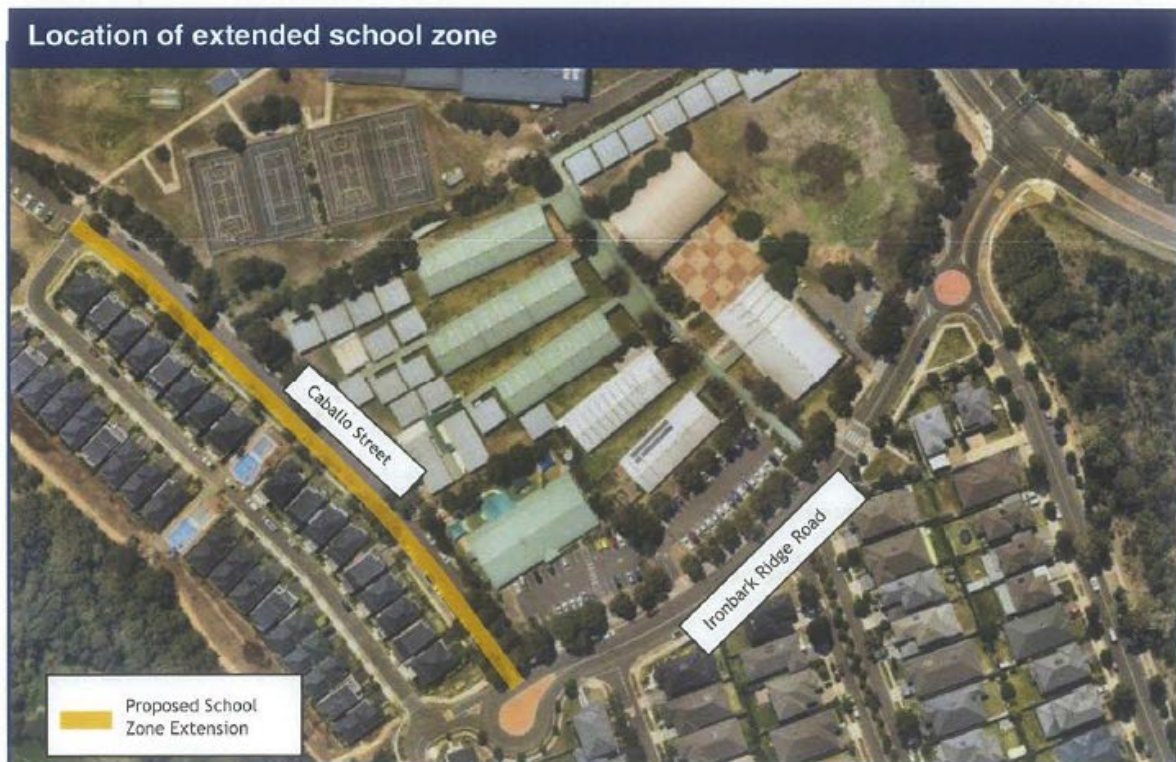 Location of extended school zone
Caballo Street
Ironbark Ridge Road
Proposed School
Zone Extension